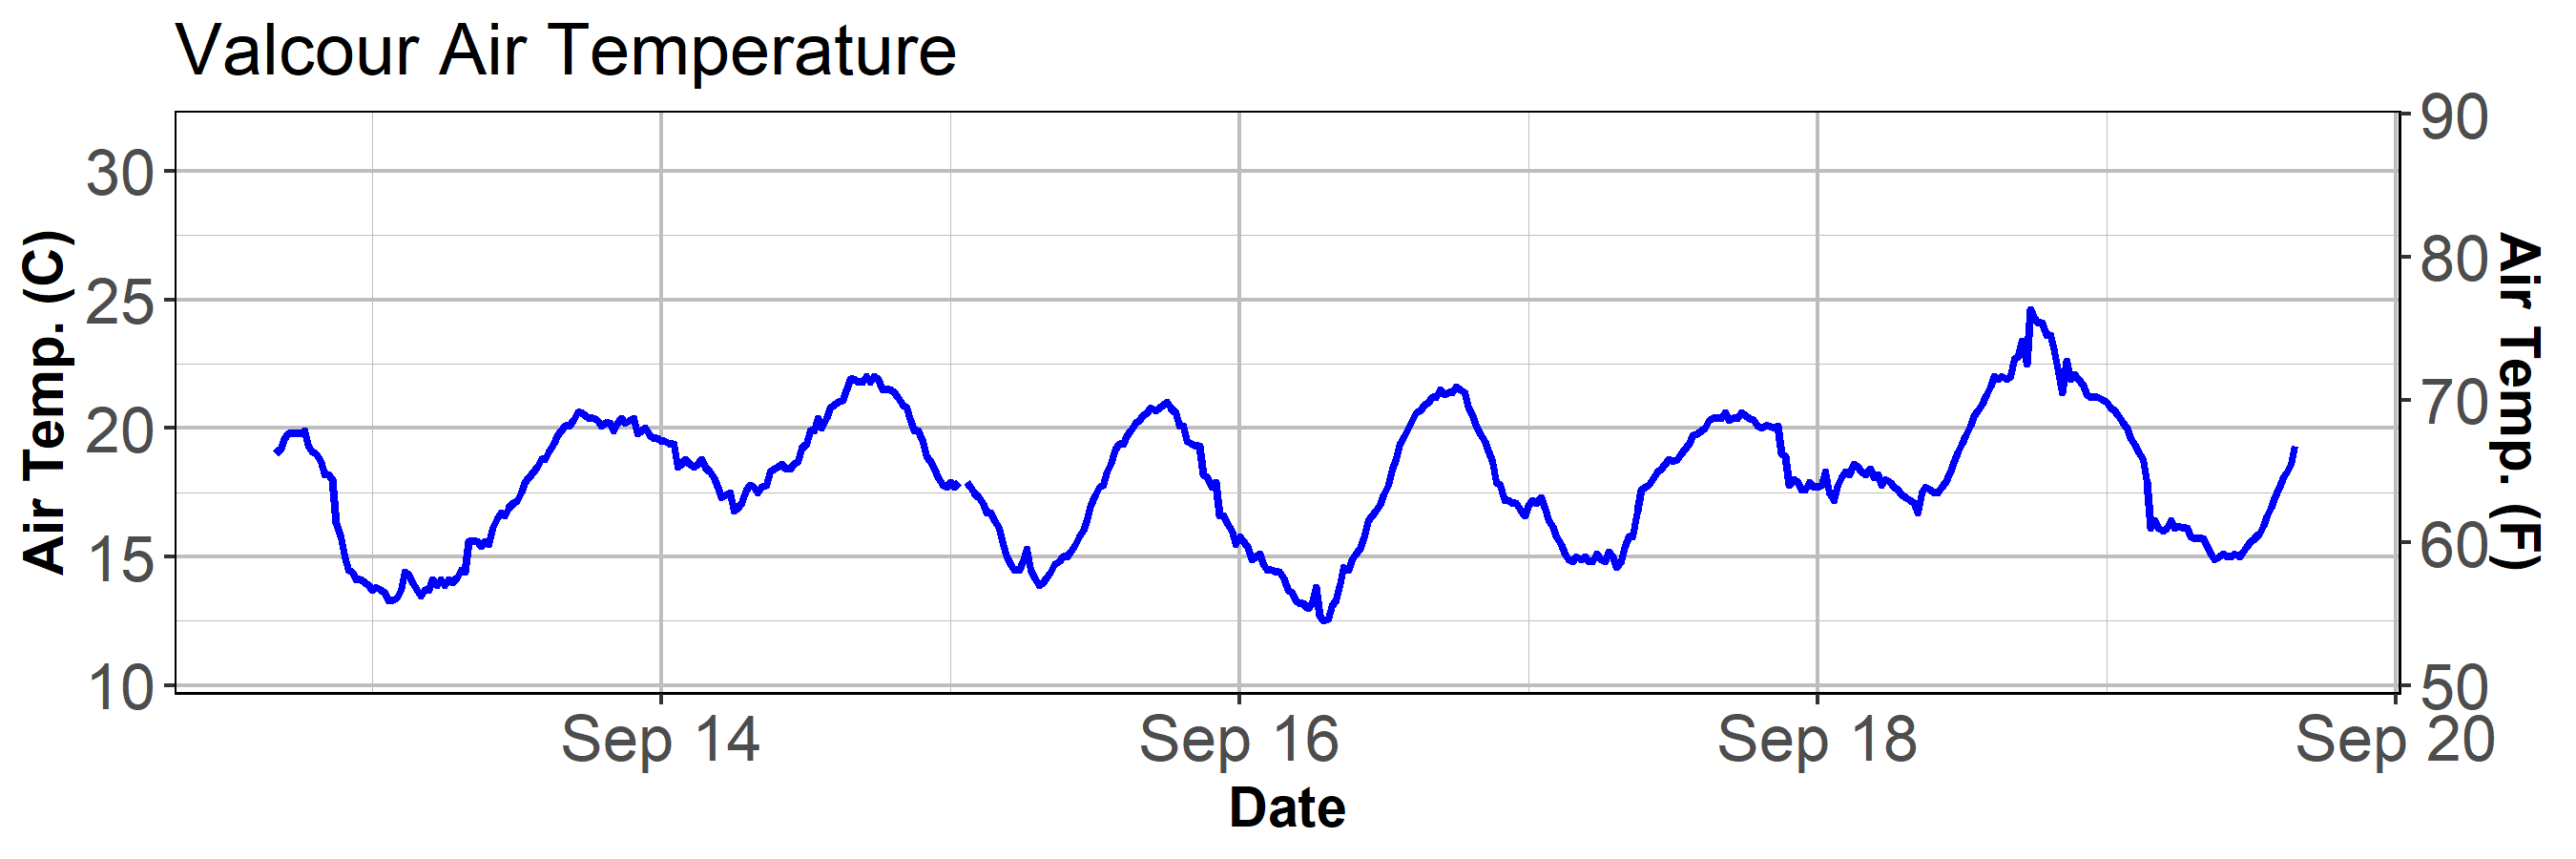 Valcour Air Temperature
Air Temp. (C)
30
25
20
15
10
90
80
70
60
50
Air Temp. (F)
Sep 14
Sep 16
Sep 18
Sep 20
Date